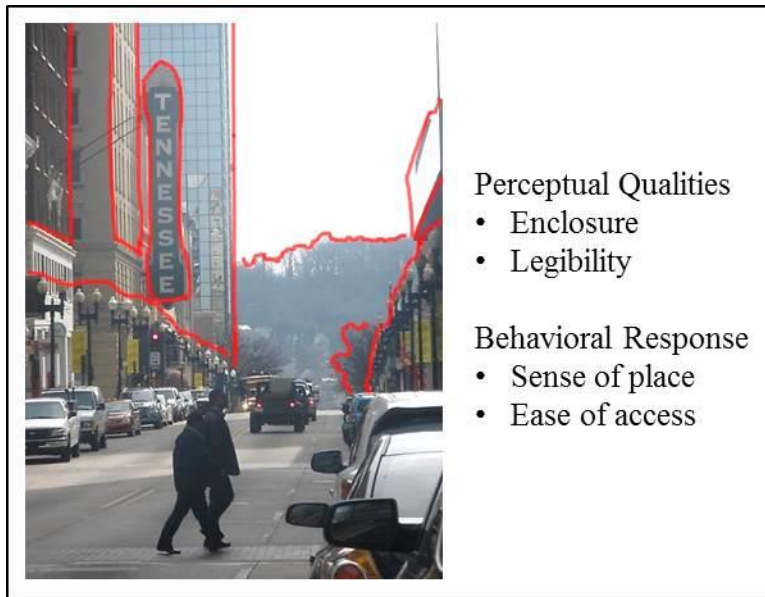 TENNESSEE
Perceptual Qualities
• Enclosure
• Legibility
Behavioral Response
• Sense of place
• Ease of access